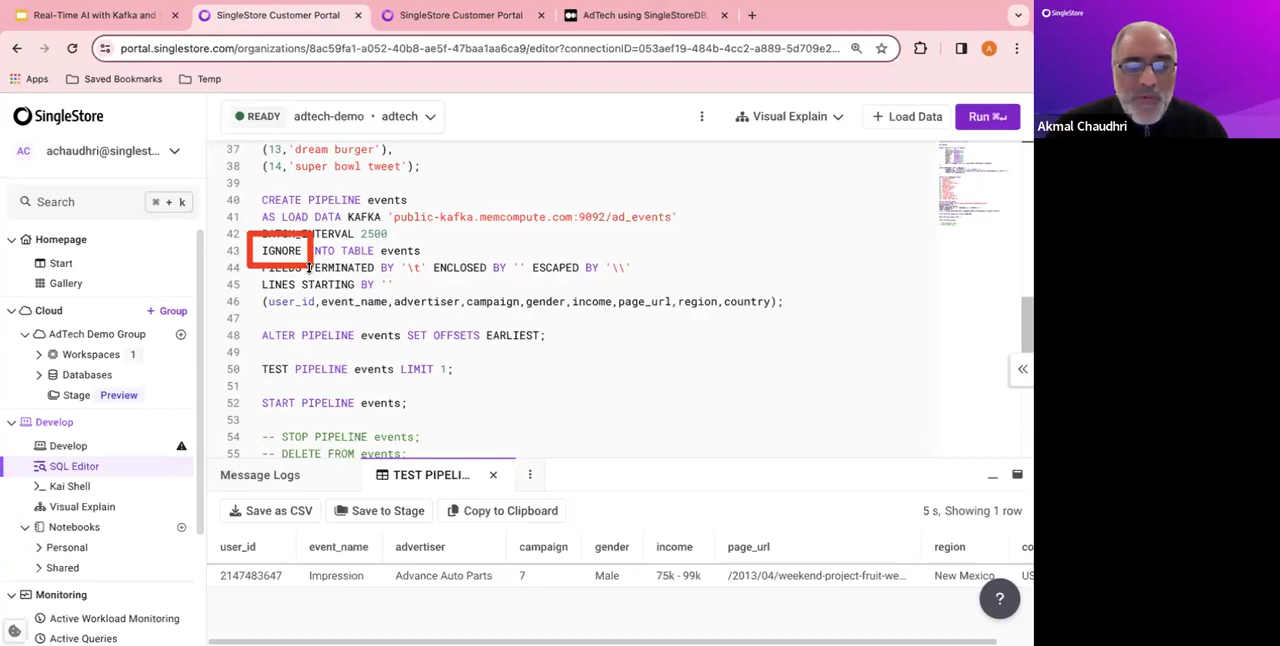 Real-Time AI with Kafka and
SingleStore Customer Portal
SingleStore Customer Portal
AdTech using SingleStoreDB,
portal.singlestore.com/organizations/8ac59fa1-a052-40b8-ae5f-47baa1aa6ca9/editor?connectionID=053aef19-484b-4cc2-a889-5d709e2...
A
Apps
Saved Bookmarks
Temp
SingleStore
Akmal Chaudhri
SingleStore
AC
achaudhri@singlest...
Search
⌘ + k
Homepage
Start
Gallery
Cloud
+ Group
AdTech Demo Group
Workspaces 1
Databases
Stage Preview
Develop
Develop
SQL Editor
Kai Shell
Visual Explain
Notebooks
Personal
Shared
Monitoring
Active Workload Monitoring
Active Queries
READY adtech-demo • adtech
Visual Explain
+ Load Data
Run ⌘↵
37 (13,'dream burger'),
38 (14,'super bowl tweet');
39
40 CREATE PIPELINE events
41 AS LOAD DATA KAFKA 'public-kafka.memcompute.com:9092/ad_events'
42 BATCH_INTERVAL 2500
43 IGNORE INTO TABLE events
44 FIELDS TERMINATED BY '\t' ENCLOSED BY '' ESCAPED BY '\\'
45 LINES STARTING BY ''
46 (user_id,event_name,advertiser,campaign,gender,income,page_url,region,country);
47
48 ALTER PIPELINE events SET OFFSETS EARLIEST;
49
50 TEST PIPELINE events LIMIT 1;
51
52 START PIPELINE events;
53
54 -- STOP PIPELINE events;
55 -- DELETE FROM events;
Message Logs
TEST PIPELI...
Save as CSV
Save to Stage
Copy to Clipboard
5 s, Showing 1 row
user_id event_name advertiser campaign gender income page_url region co
2147483647 Impression Advance Auto Parts 7 Male 75k - 99k /2013/04/weekend-project-fruit-we... New Mexico US
?